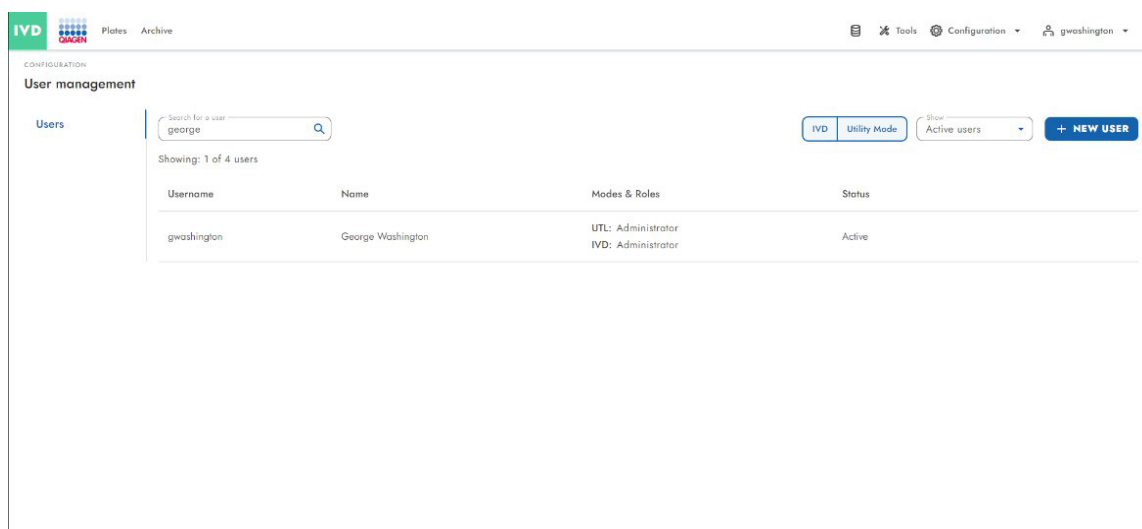 IVD QIAGEN Plates Archive Tools Configuration gwashington
CONFIGURATION
User management
Users
Search for a user
george
IVD Utility Mode
Show
Active users
+ NEW USER
Showing: 1 of 4 users
Username Name Modes & Roles Status
gwashington George Washington UTL: Administrator Active
IVD: Administrator